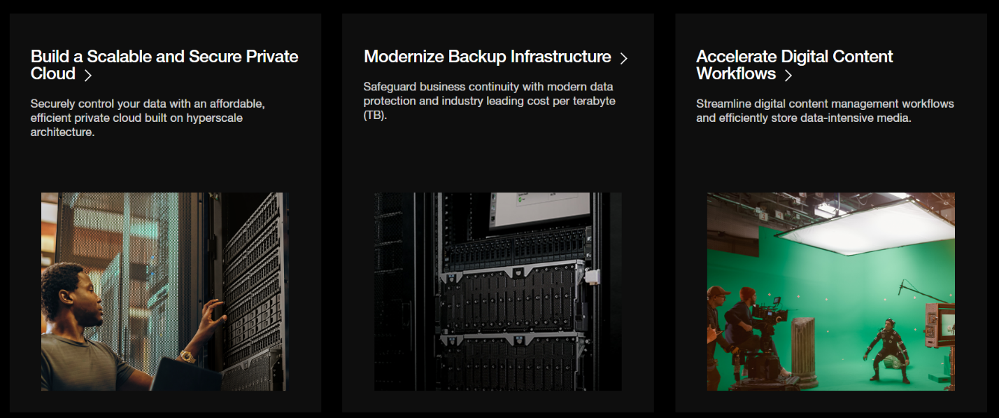 Build a Scalable and Secure Private
Cloud
Securely control your data with an affordable,
efficient private cloud built on hyperscale
architecture.
Modernize Backup Infrastructure
Safeguard business continuity with modern data
protection and industry leading cost per terabyte
(TB).
Accelerate Digital Content
Workflows
Streamline digital content management workflows
and efficiently store data-intensive media.